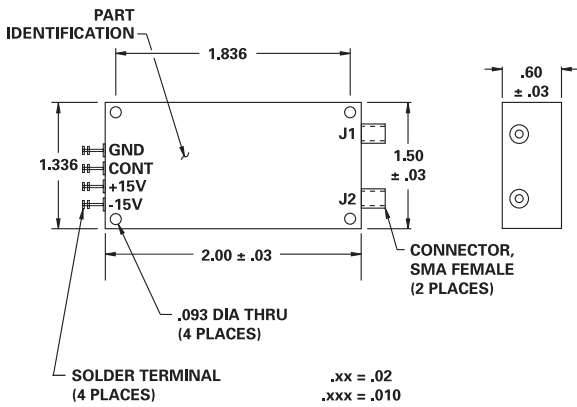 PART
IDENTIFICATION
1.836
.60
± .03
GND
CONT
+15V
-15V
J1
J2
1.336
1.50
± .03
2.00 ± .03
CONNECTOR,
SMA FEMALE
(2 PLACES)
.093 DIA THRU
(4 PLACES)
SOLDER TERMINAL
(4 PLACES)
.xx = .02
.xxx = .010